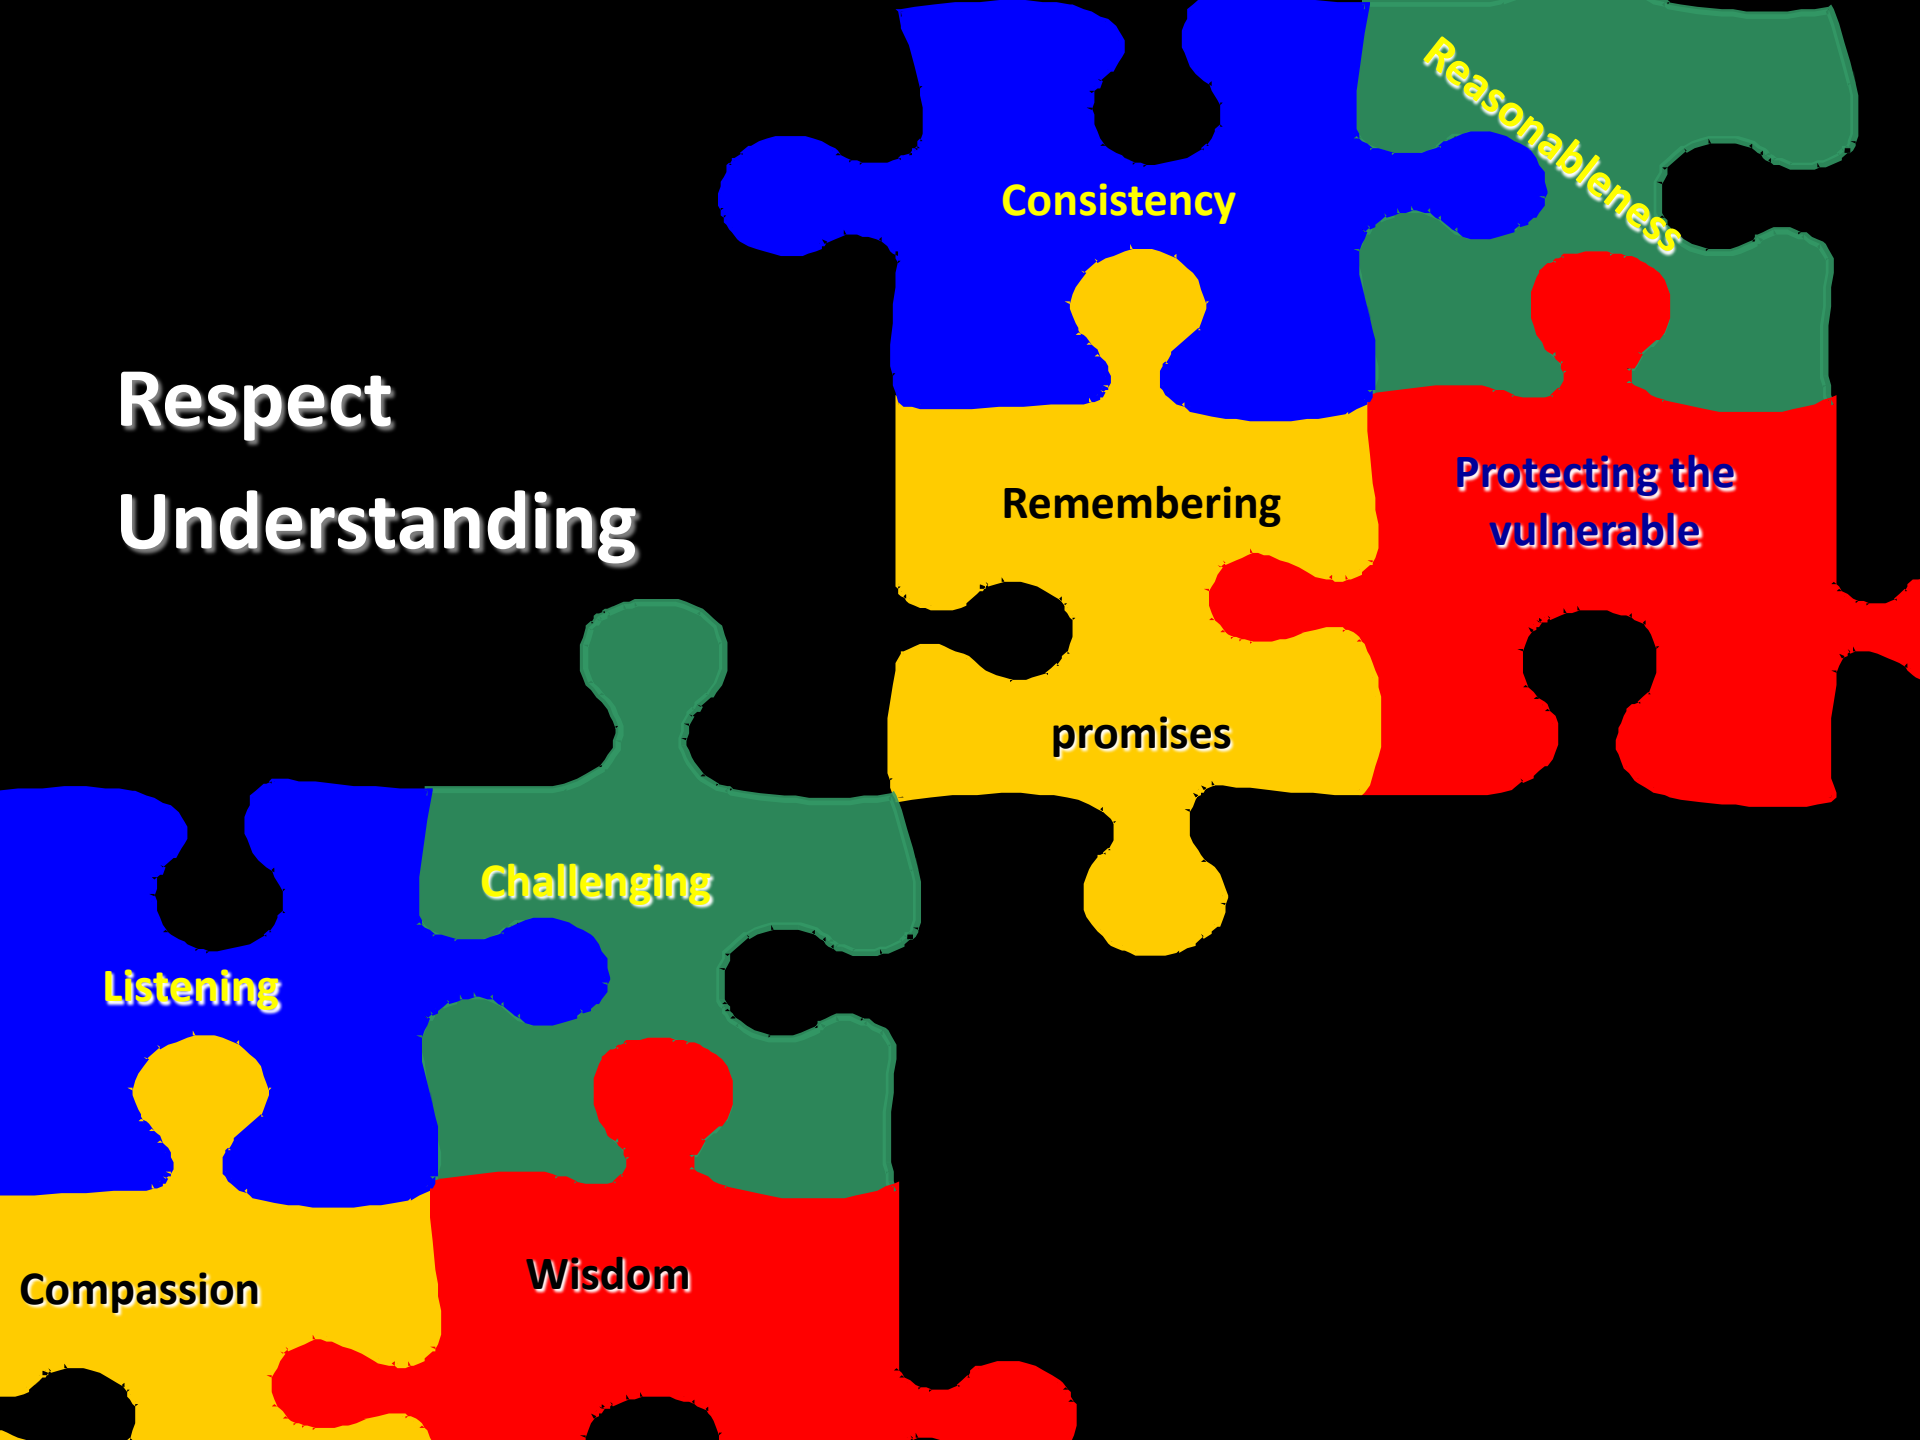 Reasonableness
Consistency
Respect
Understanding
Remembering
promises
Protecting the
vulnerable
Challenging
Listening
Compassion
Wisdom